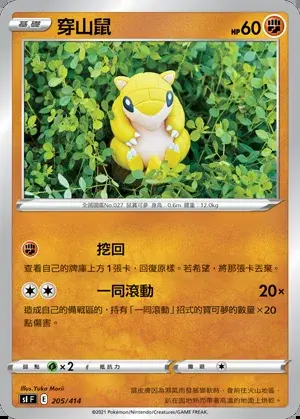 基礎 穿山鼠 HP60
全國圖鑑No.027 鼠寶可夢 身高：0.6m 體重：12.0kg
挖回
查看自己的牌庫上方1張卡，回復原樣。若希望，將那張卡丟棄。
一同滾動 20×
造成自己的備戰區的，持有「一同滾動」招式的寶可夢的數量×20
點傷害。
弱點 ×2 抵抗力 撤退
Illus.Yuka Morii
s1 F E 205/414
©2021 Pokémon/Nintendo/Creatures/GAME FREAK.